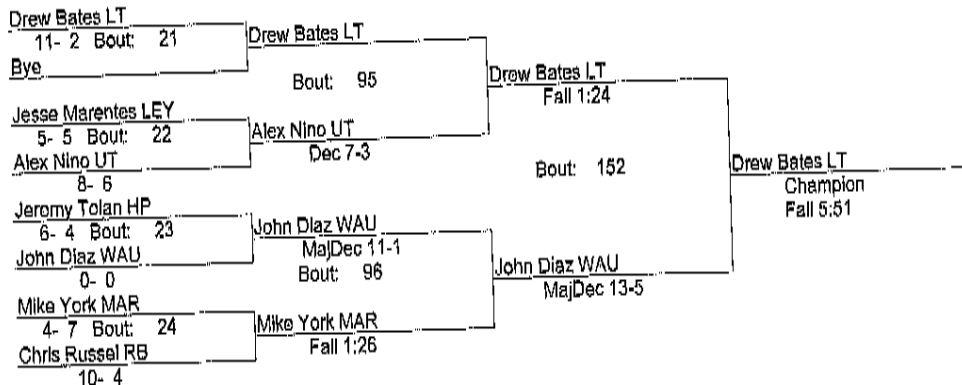 Drew Bates LT
11- 2 Bout: 21
Bye
Jesse Marentes LEY
5- 5 Bout: 22
Alex Nino UT
8- 6
Jeromy Tolan HP
6- 4 Bout: 23
John Diaz WAU
0- 0
Mike York MAR
4- 7 Bout: 24
Chris Russel RB
10- 4
Drew Bates LT
Bout: 95
Alex Nino UT
Dec 7-3
John Diaz WAU
MajDec 11-1
Bout: 96
Mike York MAR
Fall 1:26
Drew Bates LT
Fall 1:24
Bout: 152
John Diaz WAU
MajDec 13-5
Drew Bates LT
Champion
Fall 5:51